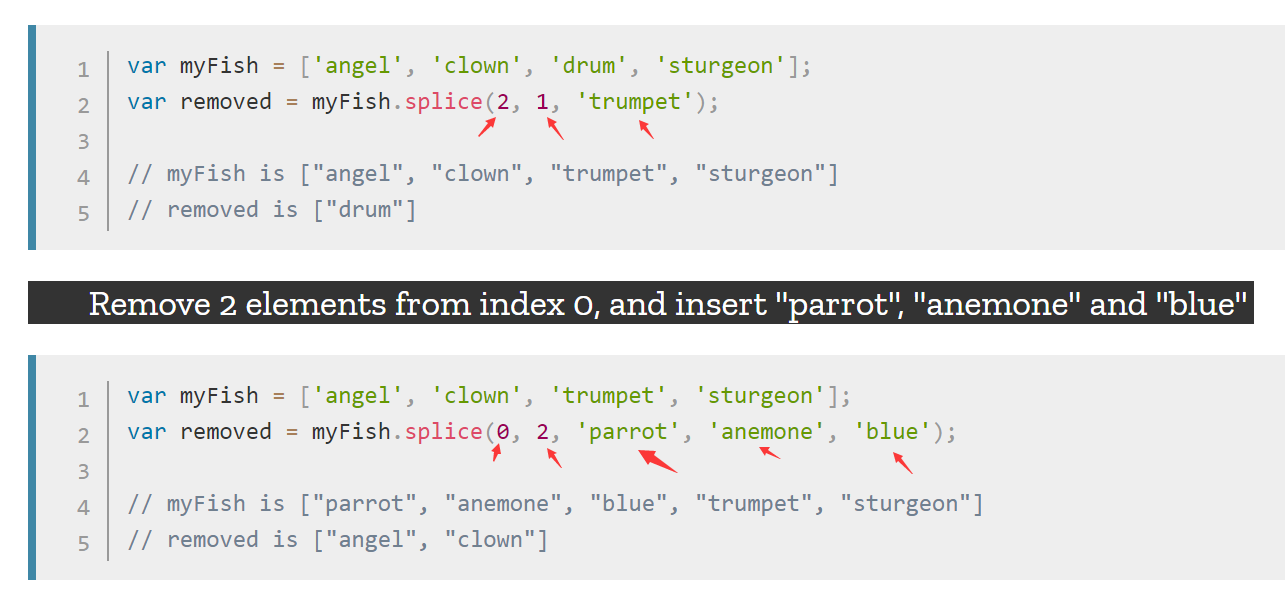 1 var myFish = ['angel', 'clown', 'drum', 'sturgeon'];
2 var removed = myFish.splice(2, 1, 'trumpet');
3
4 // myFish is ["angel", "clown", "trumpet", "sturgeon"]
5 // removed is ["drum"]
Remove 2 elements from index 0, and insert "parrot", "anemone" and "blue"
1 var myFish = ['angel', 'clown', 'trumpet', 'sturgeon'];
2 var removed = myFish.splice(0, 2, 'parrot', 'anemone', 'blue');
3
4 // myFish is ["parrot", "anemone", "blue", "trumpet", "sturgeon"]
5 // removed is ["angel", "clown"]